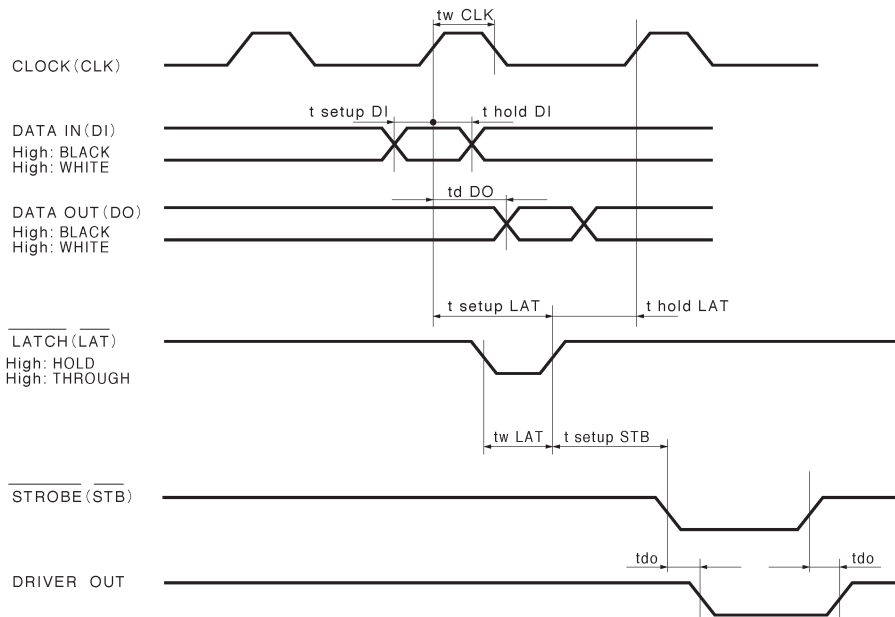 tw CLK
CLOCK(CLK)
t setup DI
t hold DI
DATA IN(DI)
High: BLACK
High: WHITE
td DO
DATA OUT(DO)
High: BLACK
High: WHITE
t setup LAT
t hold LAT
LATCH(LAT)
High: HOLD
High: THROUGH
tw LAT
t setup STB
STROBE(STB)
tdo
tdo
DRIVER OUT